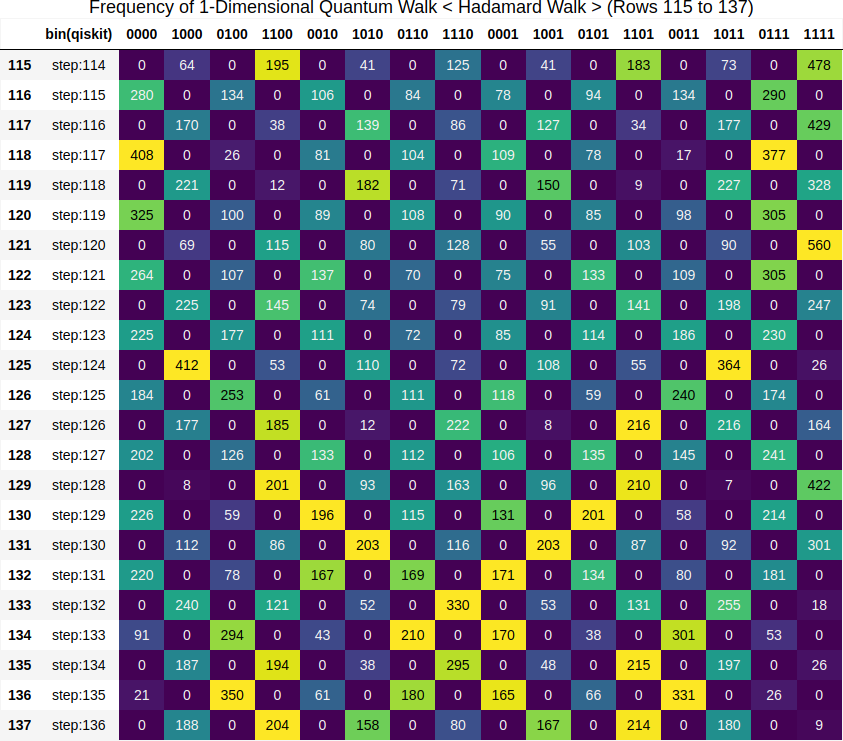 Frequency of 1-Dimensional Quantum Walk < Hadamard Walk > (Rows 115 to 137)
bin(qiskit) 0000 1000 0100 1100 0010 1010 0110 1110 0001 1001 0101 1101 0011 1011 0111 1111
115 step:114 0 64 0 195 0 41 0 125 0 41 0 183 0 73 0 478
116 step:115 280 0 134 0 106 0 84 0 78 0 94 0 134 0 290 0
117 step:116 0 170 0 38 0 139 0 86 0 127 0 34 0 177 0 429
118 step:117 408 0 26 0 81 0 104 0 109 0 78 0 17 0 377 0
119 step:118 0 221 0 12 0 182 0 71 0 150 0 9 0 227 0 328
120 step:119 325 0 100 0 89 0 108 0 90 0 85 0 98 0 305 0
121 step:120 0 69 0 115 0 80 0 128 0 55 0 103 0 90 0 560
122 step:121 264 0 107 0 137 0 70 0 75 0 133 0 109 0 305 0
123 step:122 0 225 0 145 0 74 0 79 0 91 0 141 0 198 0 247
124 step:123 225 0 177 0 111 0 72 0 85 0 114 0 186 0 230 0
125 step:124 0 412 0 53 0 110 0 72 0 108 0 55 0 364 0 26
126 step:125 184 0 253 0 61 0 111 0 118 0 59 0 240 0 174 0
127 step:126 0 177 0 185 0 12 0 222 0 8 0 216 0 216 0 164
128 step:127 202 0 126 0 133 0 112 0 106 0 135 0 145 0 241 0
129 step:128 0 8 0 201 0 93 0 163 0 96 0 210 0 7 0 422
130 step:129 226 0 59 0 196 0 115 0 131 0 201 0 58 0 214 0
131 step:130 0 112 0 86 0 203 0 116 0 203 0 87 0 92 0 301
132 step:131 220 0 78 0 167 0 169 0 171 0 134 0 80 0 181 0
133 step:132 0 240 0 121 0 52 0 330 0 53 0 131 0 255 0 18
134 step:133 91 0 294 0 43 0 210 0 170 0 38 0 301 0 53 0
135 step:134 0 187 0 194 0 38 0 295 0 48 0 215 0 197 0 26
136 step:135 21 0 350 0 61 0 180 0 165 0 66 0 331 0 26 0
137 step:136 0 188 0 204 0 158 0 80 0 167 0 214 0 180 0 9